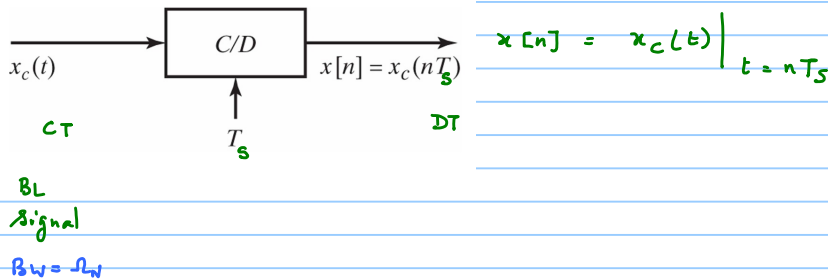 C/D
x_c(t)
x[n] = x_c(nT_s)
T_s
CT
DT
x[n] = x_c(t)|_{t = nT_s}
BL
Signal
BW = Ω_N